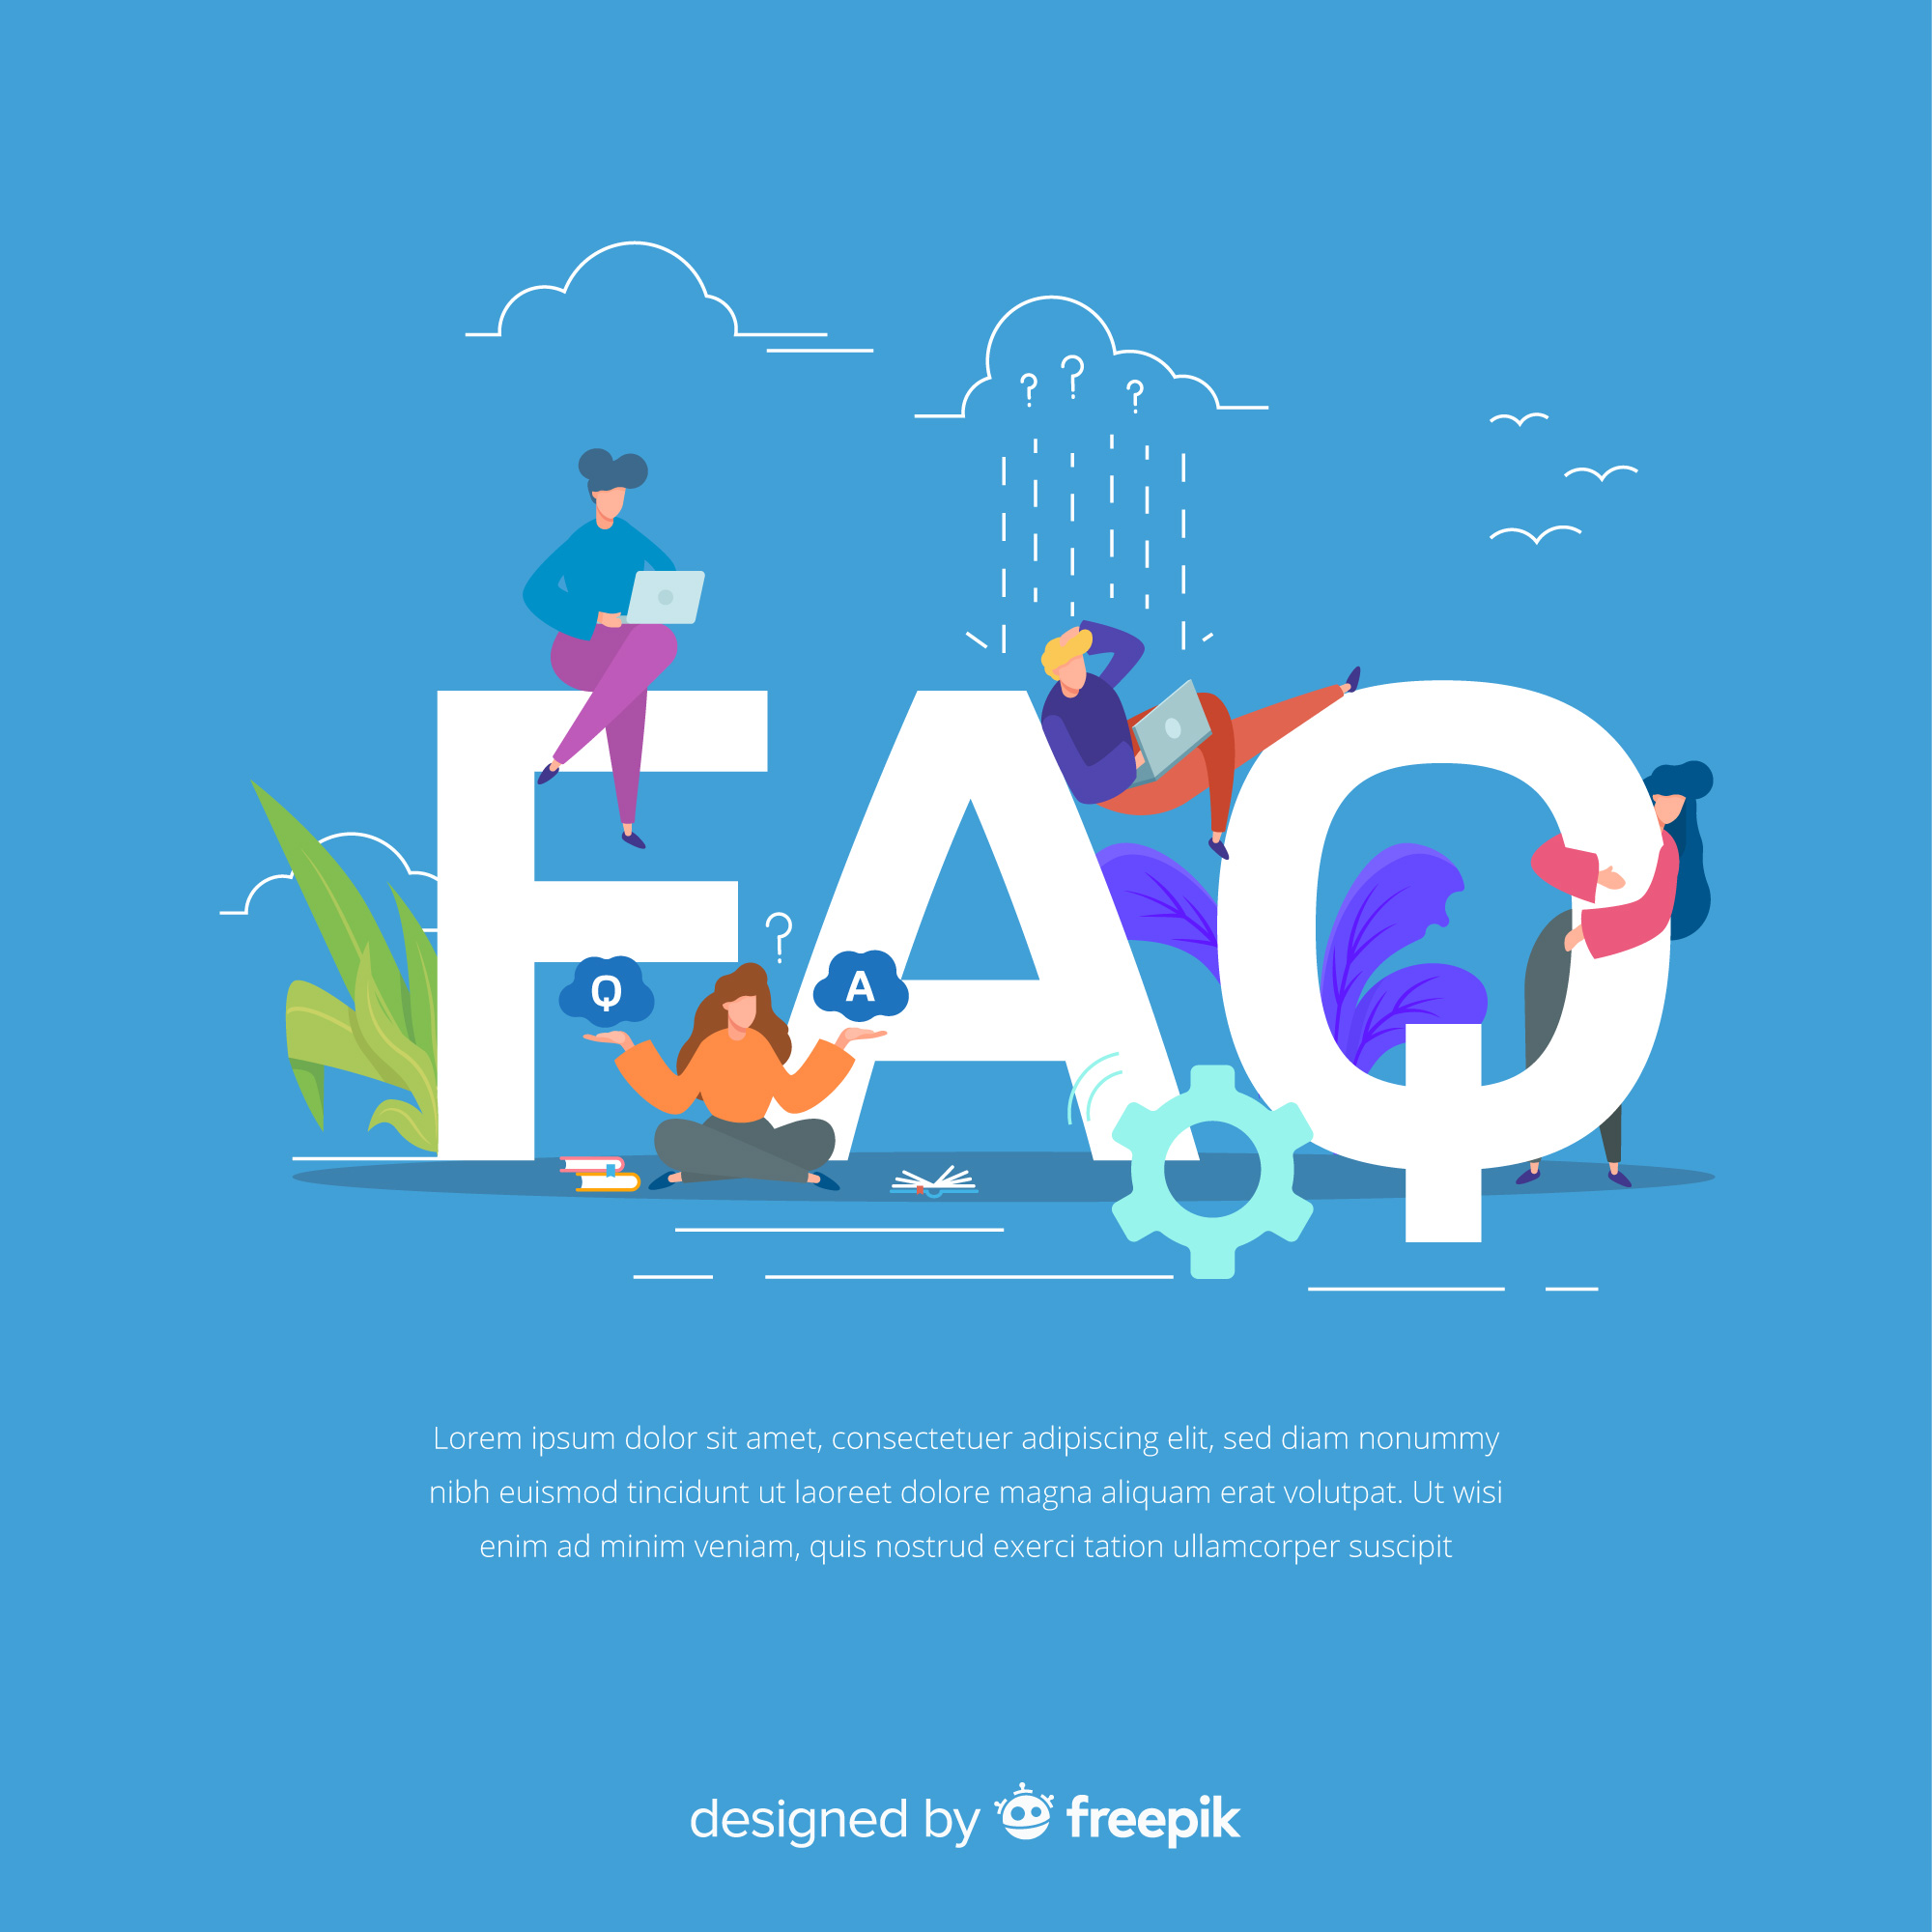 ? ? ?
FAQ
?
Q A
Lorem ipsum dolor sit amet, consectetuer adipiscing elit, sed diam nonummy
nibh euismod tincidunt ut laoreet dolore magna aliquam erat volutpat. Ut wisi
enim ad minim veniam, quis nostrud exerci tation ullamcorper suscipit
designed by freepik